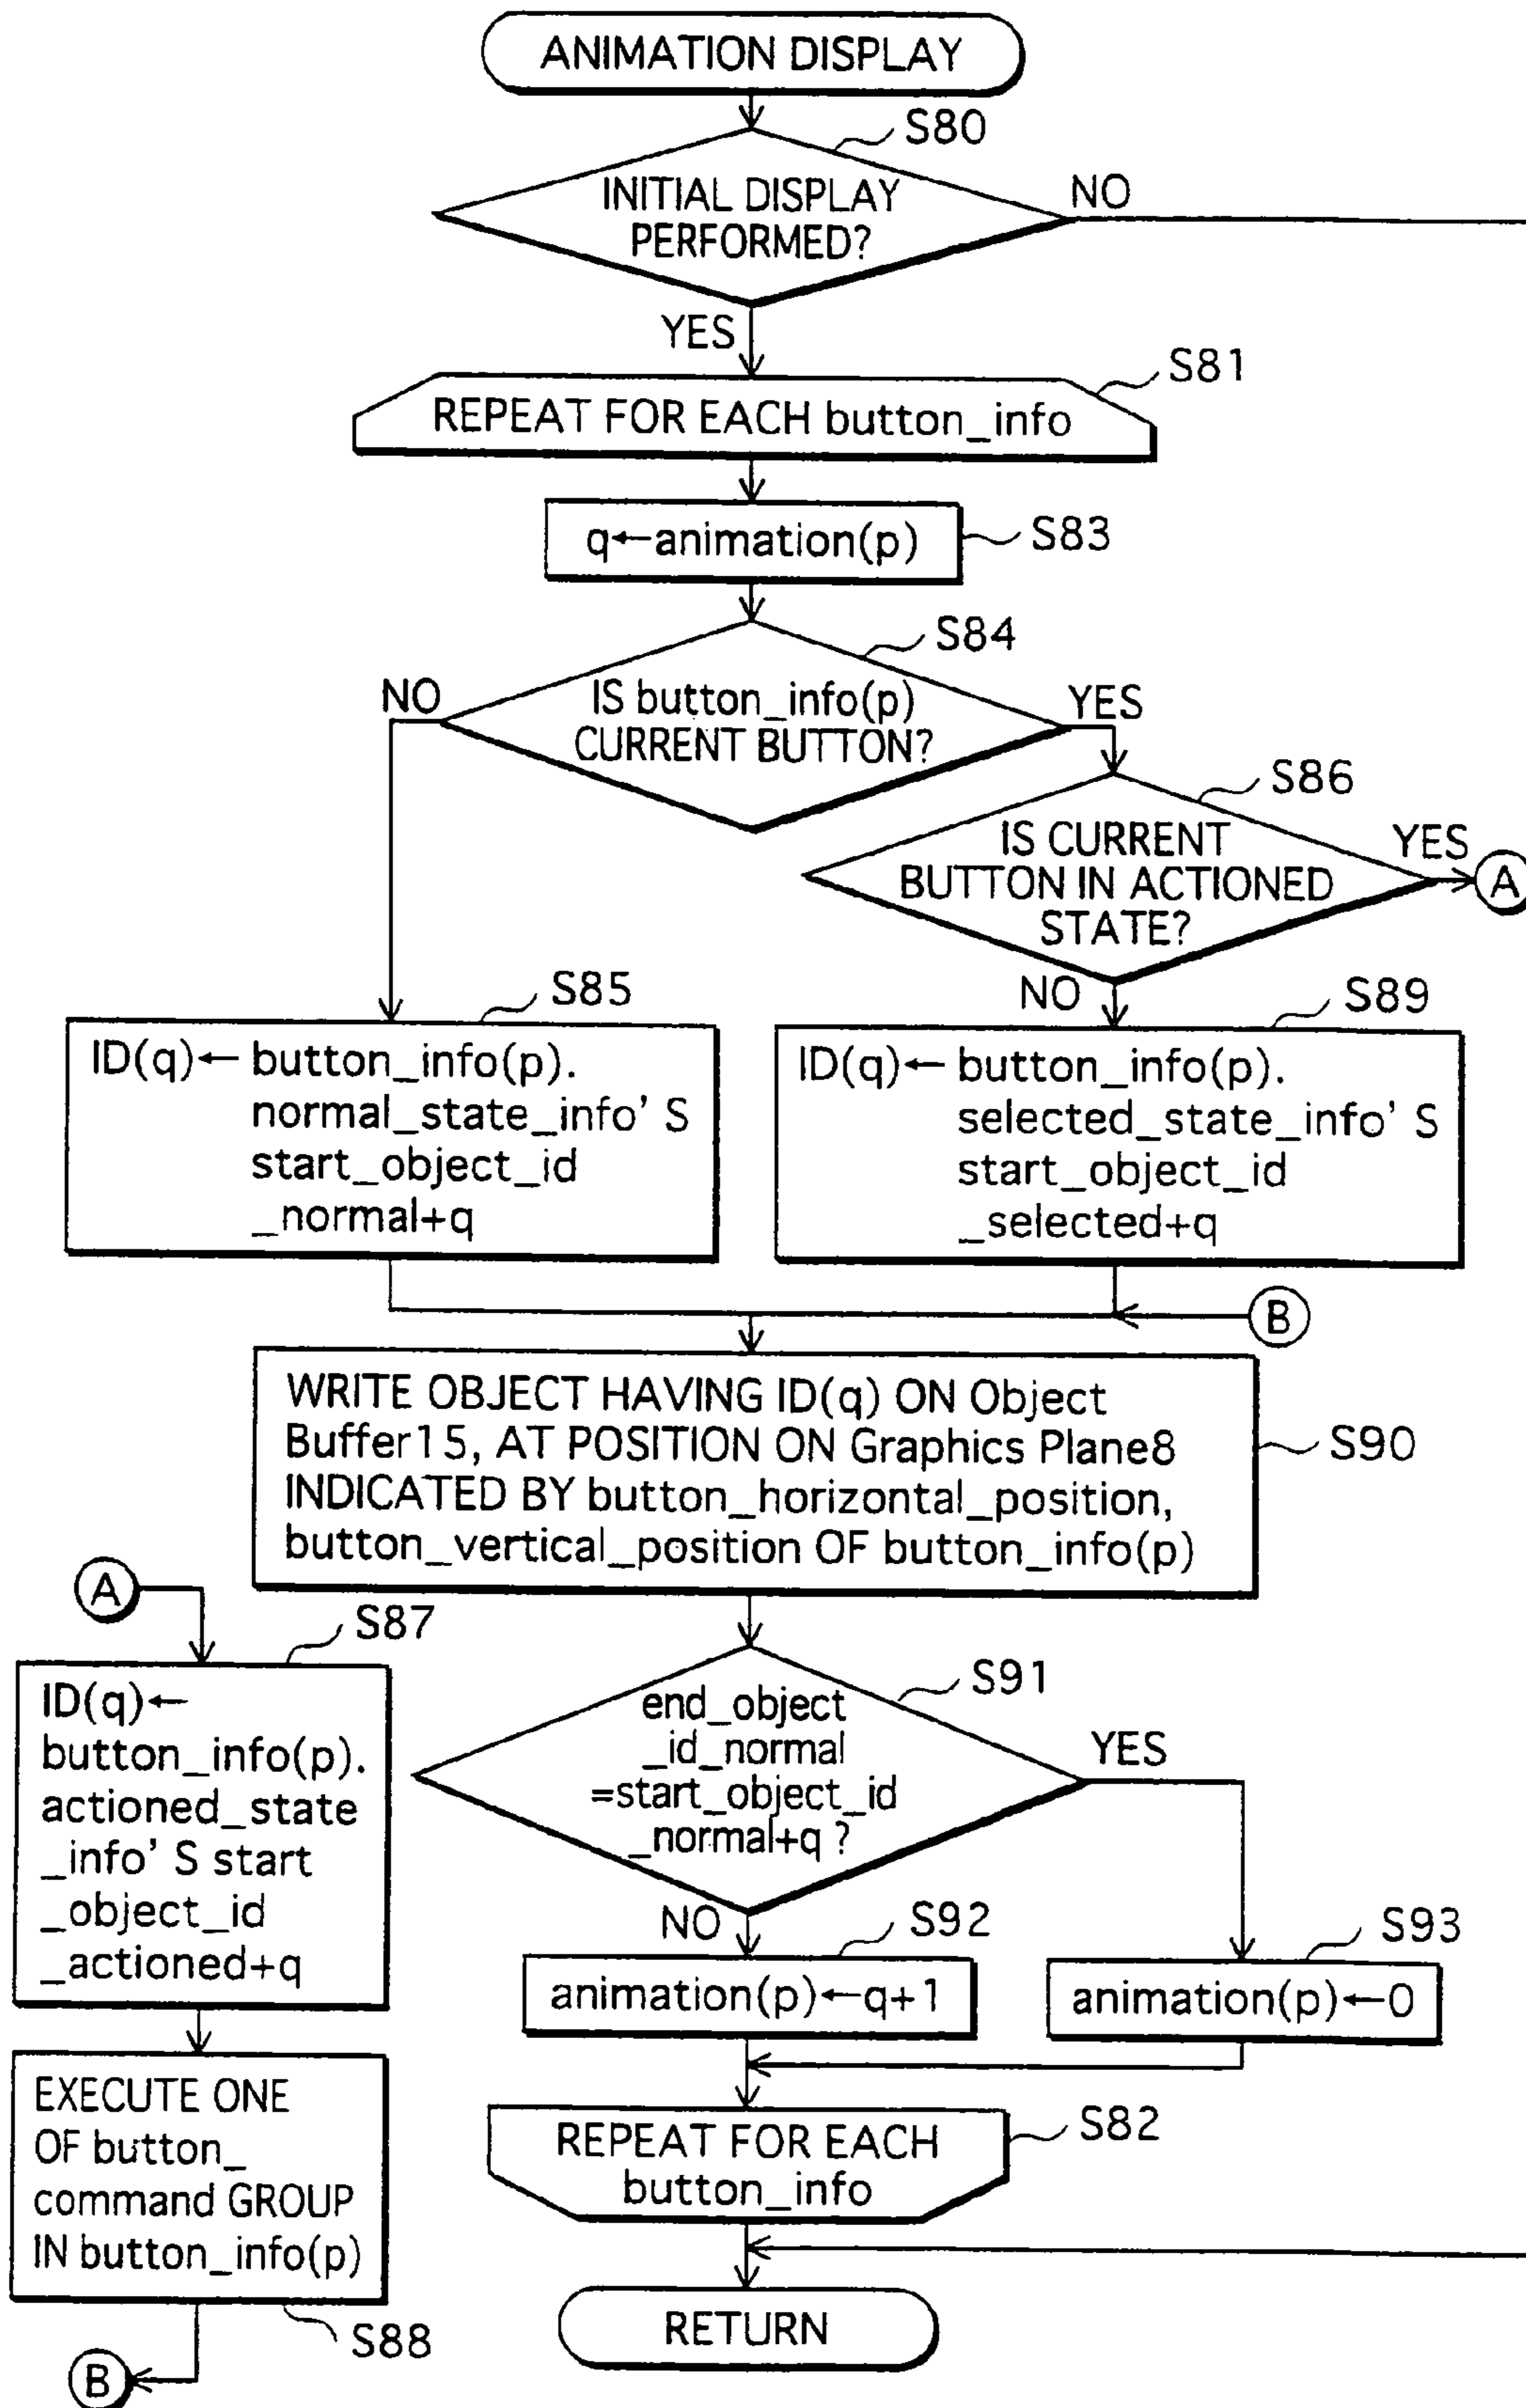 ANIMATION DISPLAY
S80
INITIAL DISPLAY
PERFORMED?
NO
YES
S81
REPEAT FOR EACH button_info
q←animation(p)
S83
S84
NO
IS button_info(p)
CURRENT BUTTON?
YES
S86
IS CURRENT
BUTTON IN ACTIONED
STATE?
YES
A
NO
S85
ID(q)← button_info(p).
normal_state_info' S
start_object_id
_normal+q
S89
ID(q)← button_info(p).
selected_state_info' S
start_object_id
_selected+q
B
WRITE OBJECT HAVING ID(q) ON Object
Buffer15, AT POSITION ON Graphics Plane8
INDICATED BY button_horizontal_position,
button_vertical_position OF button_info(p)
S90
A
S87
ID(q)←
button_info(p).
actioned_state
_info' S start
_object_id
_actioned+q
EXECUTE ONE
OF button_
command GROUP
IN button_info(p)
S88
B
S91
end_object
_id_normal
=start_object_id
_normal+q ?
YES
NO
S92
animation(p)←q+1
S93
animation(p)←0
REPEAT FOR EACH
button_info
S82
RETURN